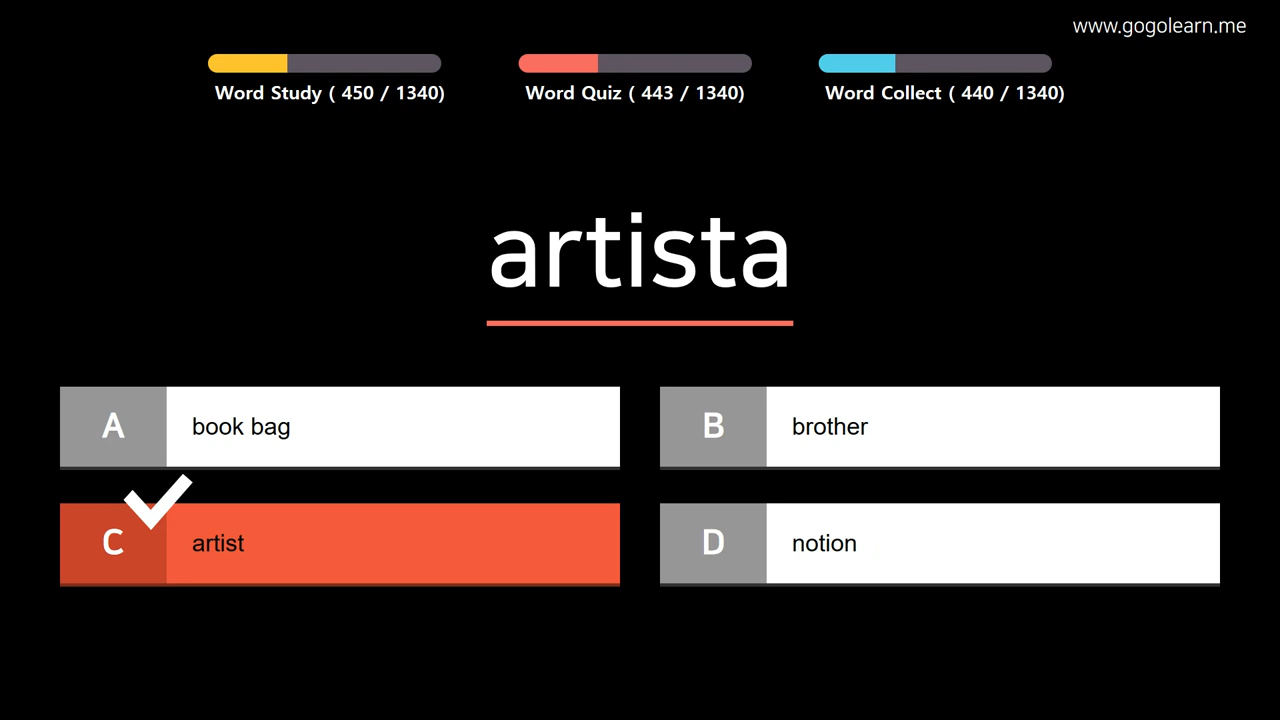 www.gogolearn.me
Word Study ( 450 / 1340)
Word Quiz ( 443 / 1340)
Word Collect ( 440 / 1340)
artista
A book bag
B brother
C artist
D notion